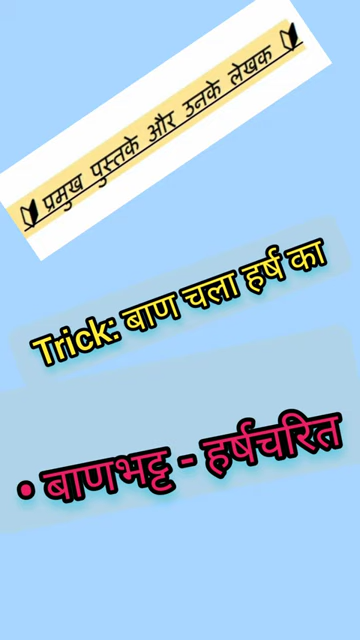 प्रमुख पुस्तके और उनके लेखक
Trick: बाण चला हर्ष का
• बाणभट्ट - हर्षचरित